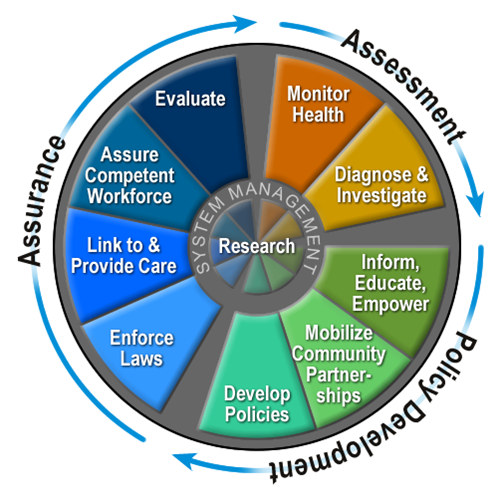 Assessment
Monitor
Health
Diagnose &
Investigate
Policy Development
Inform,
Educate,
Empower
Mobilize
Community
Partner-
ships
Develop
Policies
Assurance
Enforce
Laws
Link to &
Provide Care
Assure
Competent
Workforce
Evaluate
SYSTEM MANAGEMENT
Research